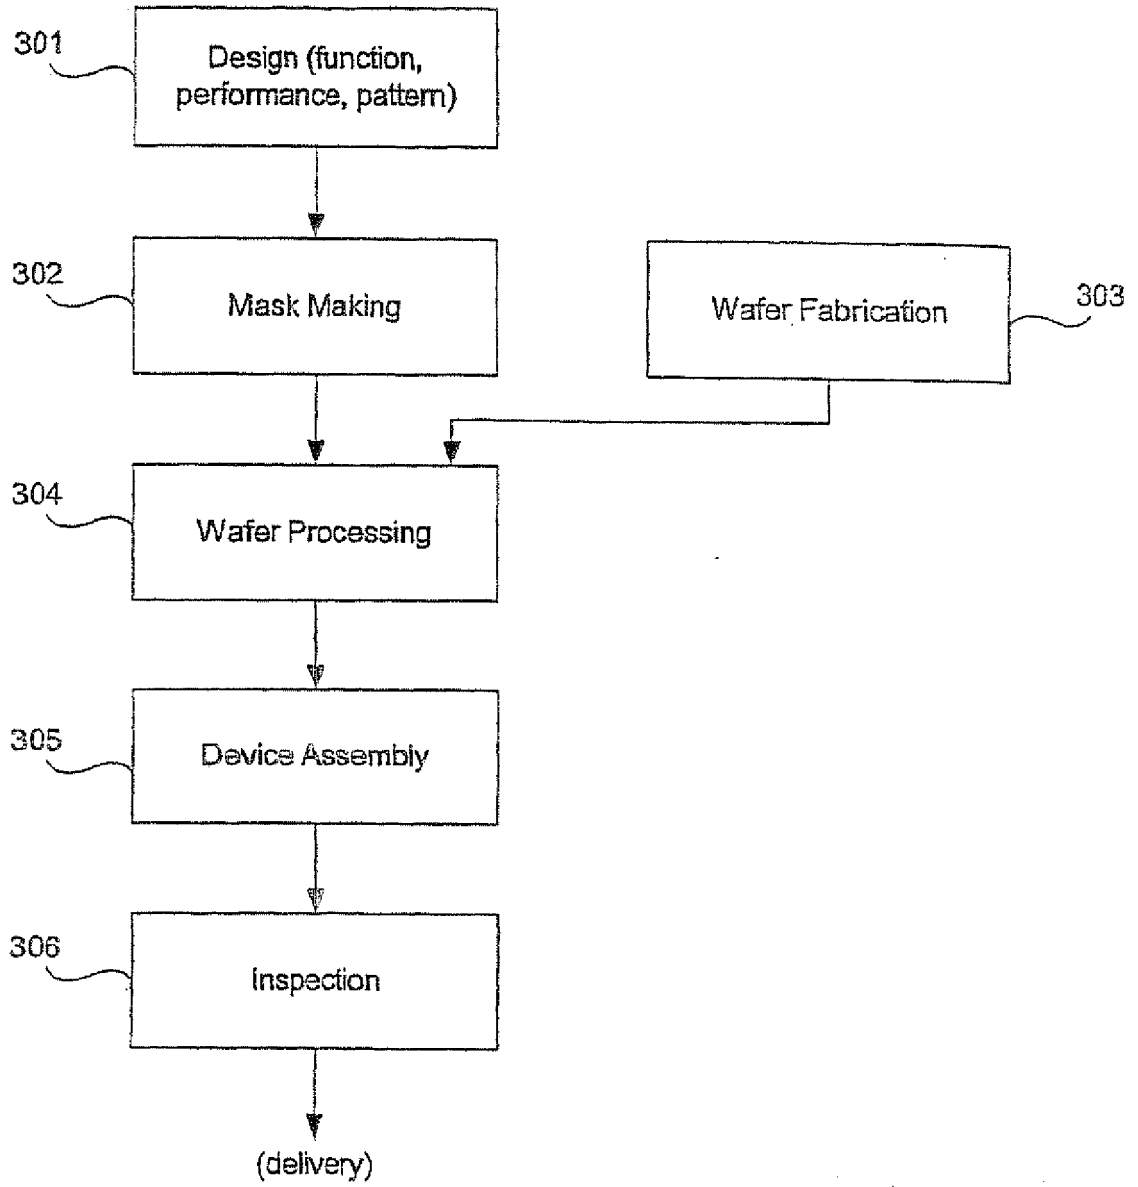 301
Design (function,
performance, pattern)
302
Mask Making
Wafer Fabrication
303
304
Wafer Processing
305
Device Assembly
306
Inspection
(delivery)